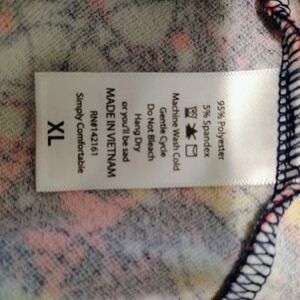 95% Polyester
5% Spandex
Machine Wash Cold
Gentle Cycle
Do Not Bleach
Hang Dry
or you'll be sad
MADE IN VIETNAM
RN#142161
Simply Comfortable
XL